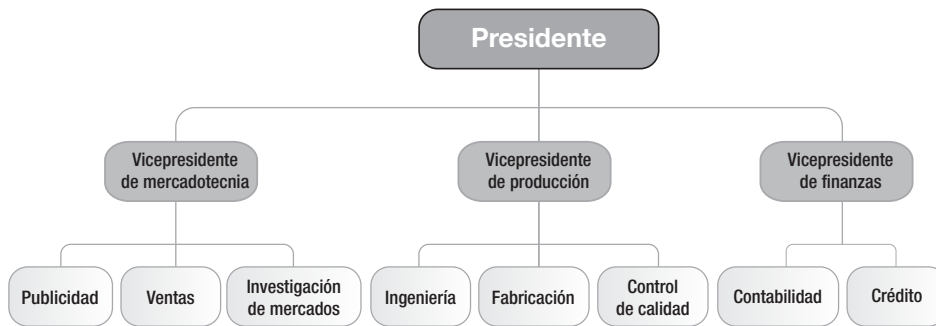 Presidente
Vicepresidente
de mercadotecnia
Vicepresidente
de producción
Vicepresidente
de finanzas
Publicidad
Ventas
Investigación
de mercados
Ingeniería
Fabricación
Control
de calidad
Contabilidad
Crédito